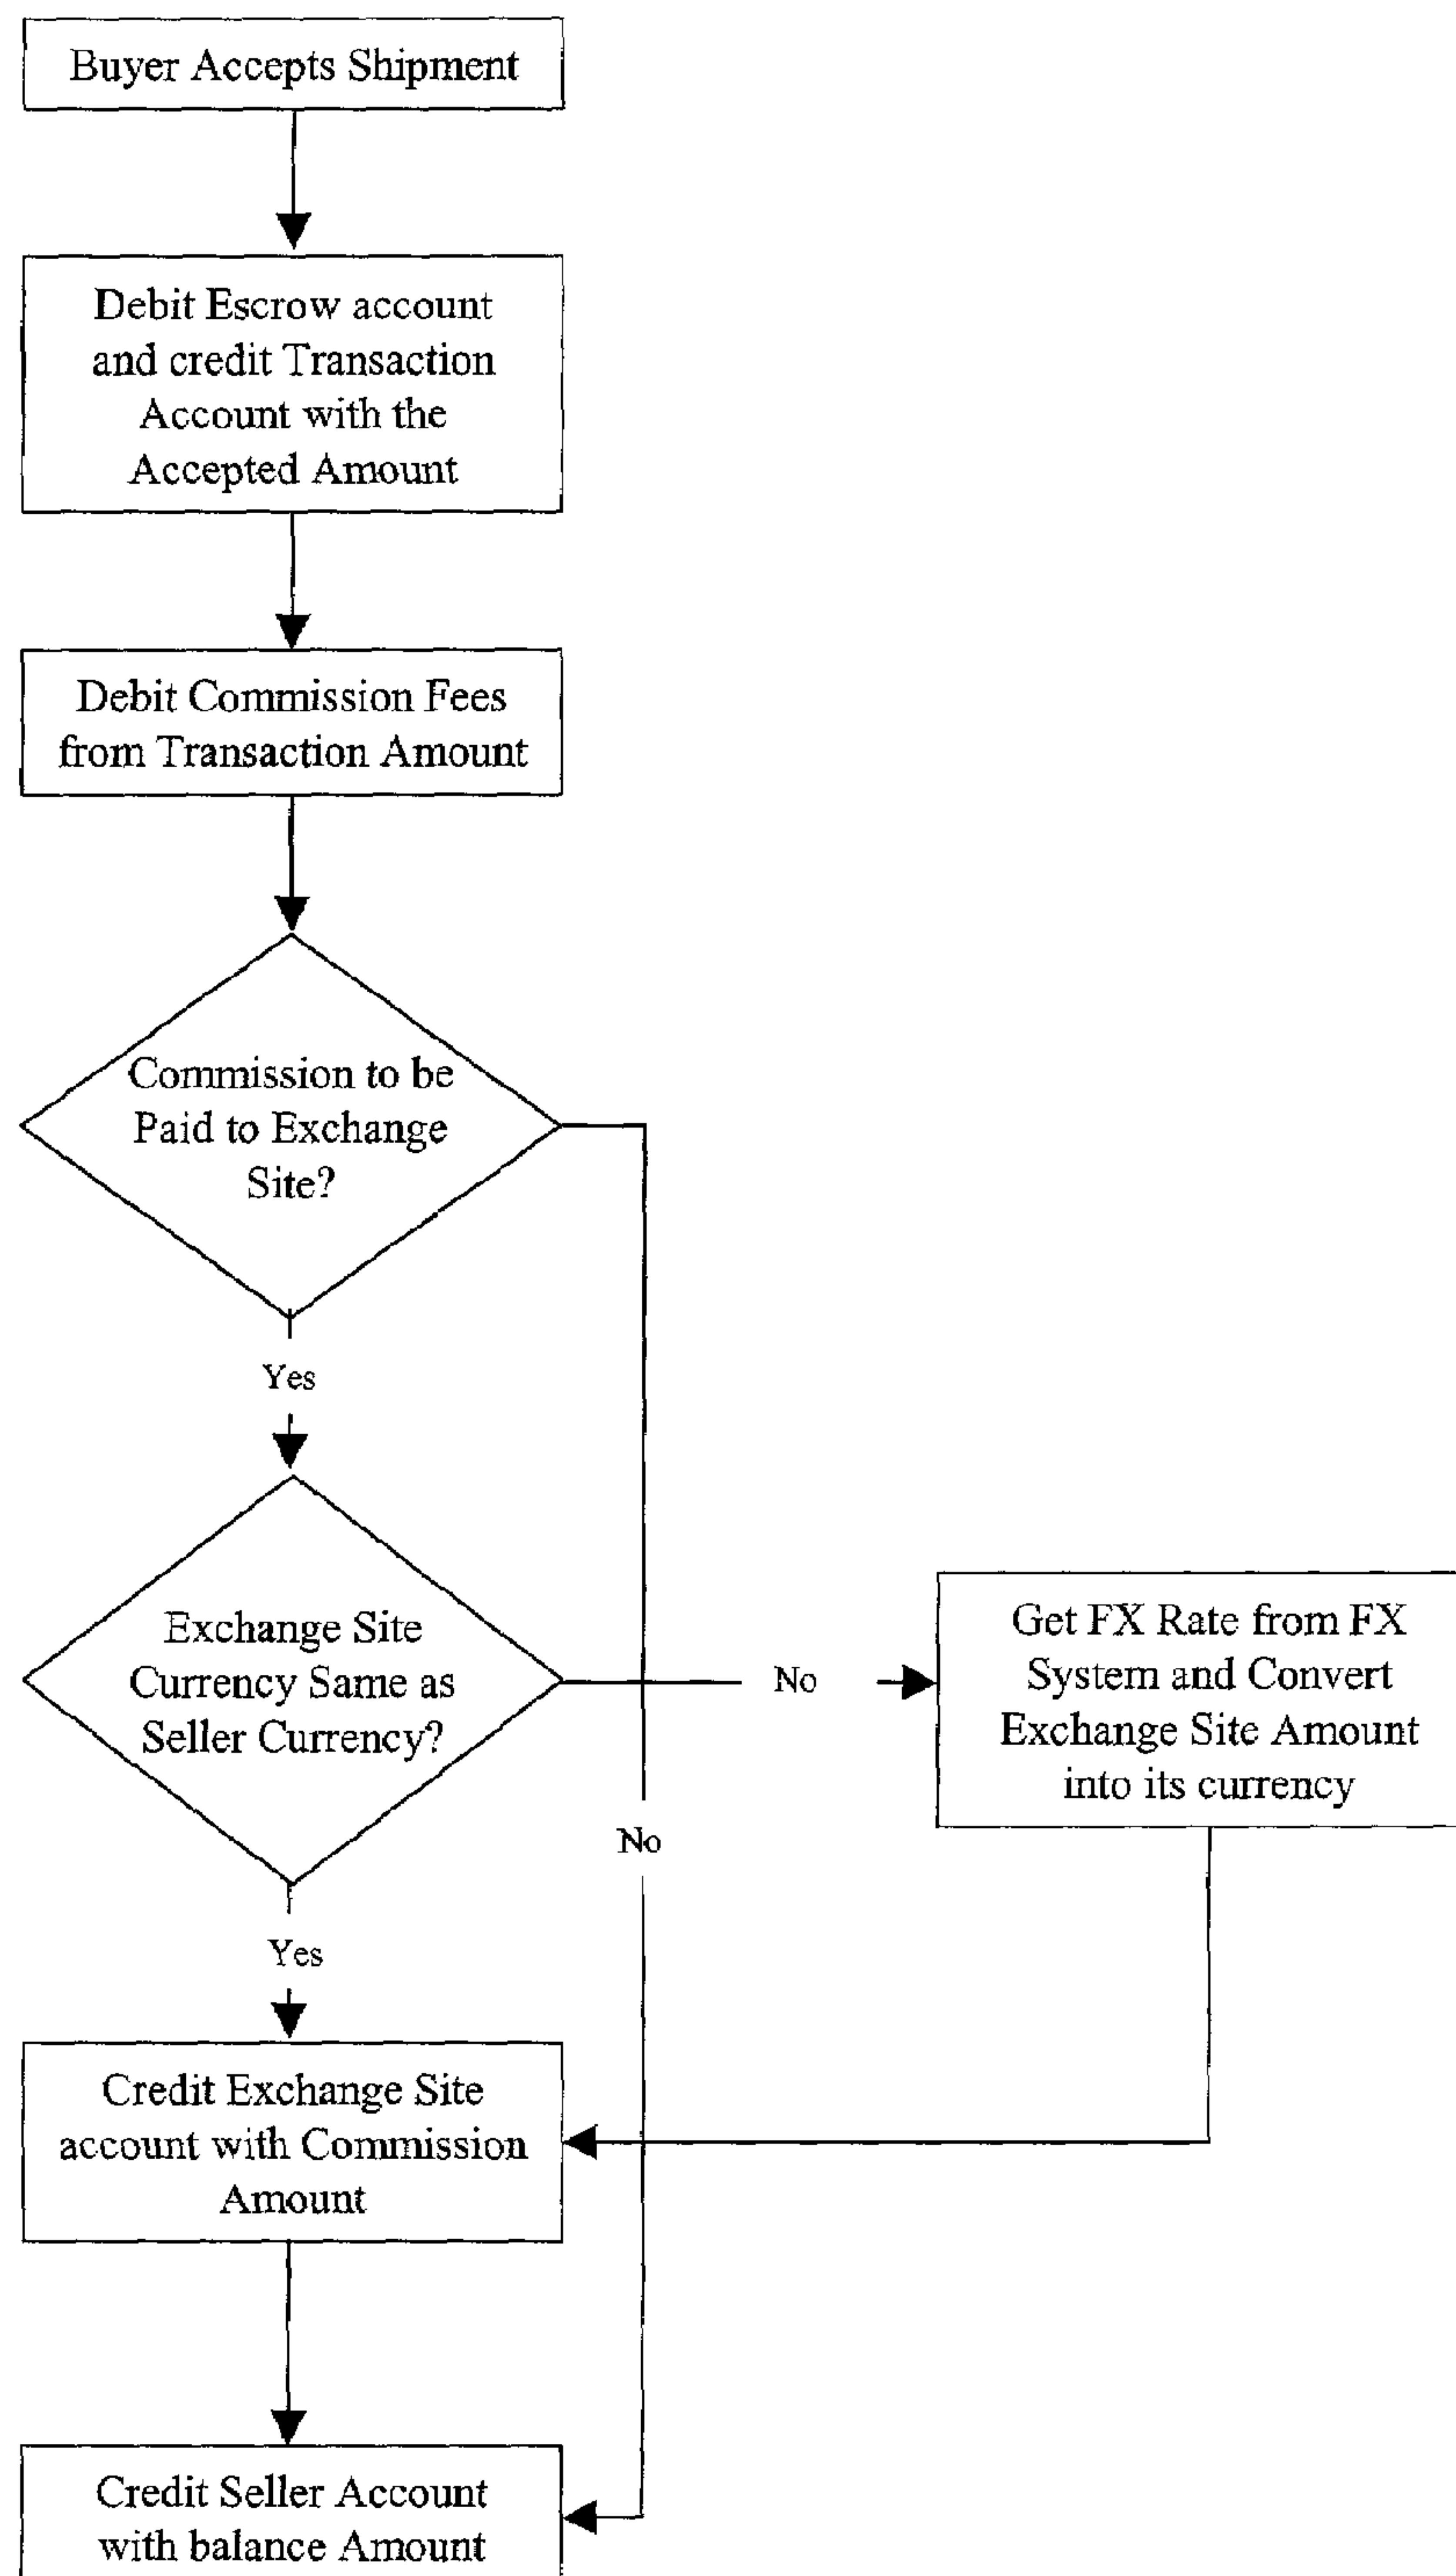 Buyer Accepts Shipment
Debit Escrow account
and credit Transaction
Account with the
Accepted Amount
Debit Commission Fees
from Transaction Amount
Commission to be
Paid to Exchange
Site?
Yes
Exchange Site
Currency Same as
Seller Currency?
No
Get FX Rate from FX
System and Convert
Exchange Site Amount
into its currency
No
Yes
Credit Exchange Site
account with Commission
Amount
Credit Seller Account
with balance Amount